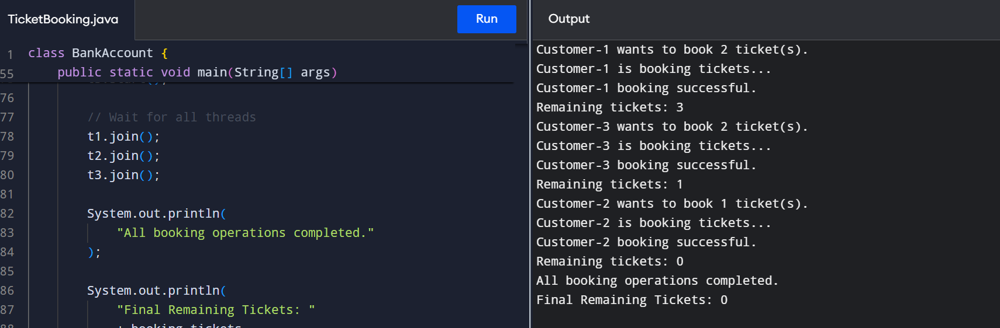 TicketBooking.java
Run
1 class BankAccount {
55 public static void main(String[] args)
76
77 // Wait for all threads
78 t1.join();
79 t2.join();
80 t3.join();
81
82 System.out.println(
83 "All booking operations completed."
84 );
85
86 System.out.println(
87 "Final Remaining Tickets: "
88 + booking.tickets
Output
Customer-1 wants to book 2 ticket(s).
Customer-1 is booking tickets...
Customer-1 booking successful.
Remaining tickets: 3
Customer-3 wants to book 2 ticket(s).
Customer-3 is booking tickets...
Customer-3 booking successful.
Remaining tickets: 1
Customer-2 wants to book 1 ticket(s).
Customer-2 is booking tickets...
Customer-2 booking successful.
Remaining tickets: 0
All booking operations completed.
Final Remaining Tickets: 0